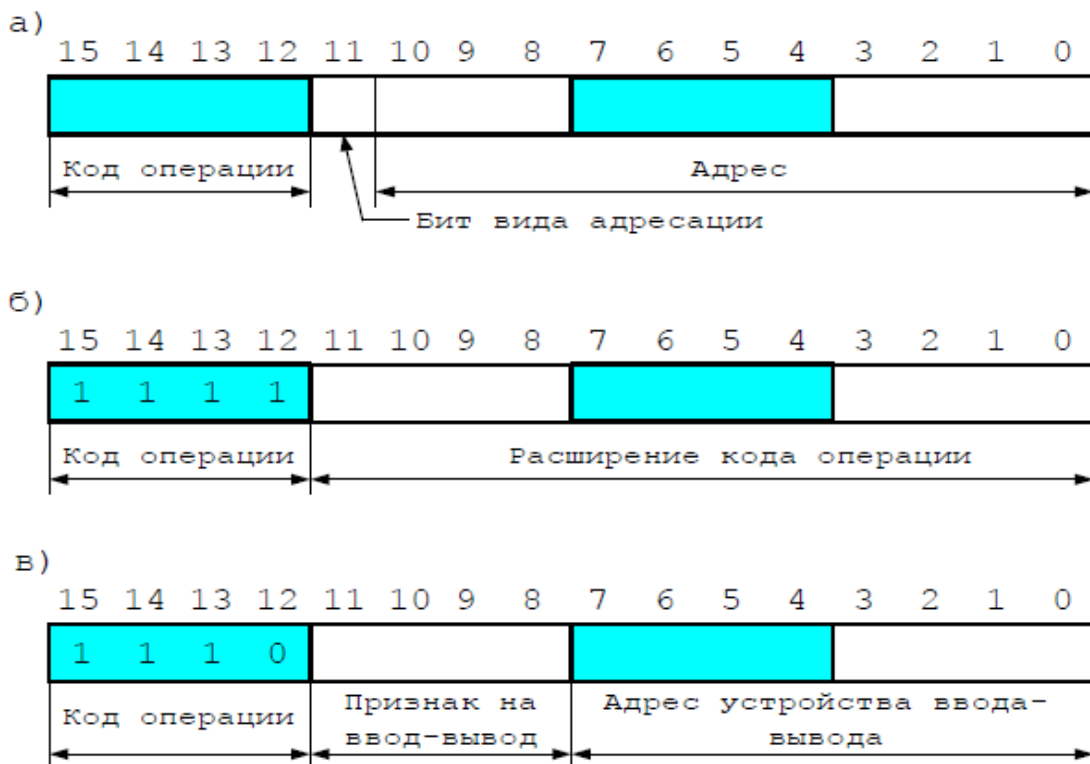 а)
15 14 13 12 11 10 9 8 7 6 5 4 3 2 1 0
Код операции
Адрес
Бит вида адресации
б)
15 14 13 12 11 10 9 8 7 6 5 4 3 2 1 0
1 1 1 1
Код операции
Расширение кода операции
в)
15 14 13 12 11 10 9 8 7 6 5 4 3 2 1 0
1 1 1 0
Код операции
Признак на
ввод-вывод
Адрес устройства ввода-
вывода